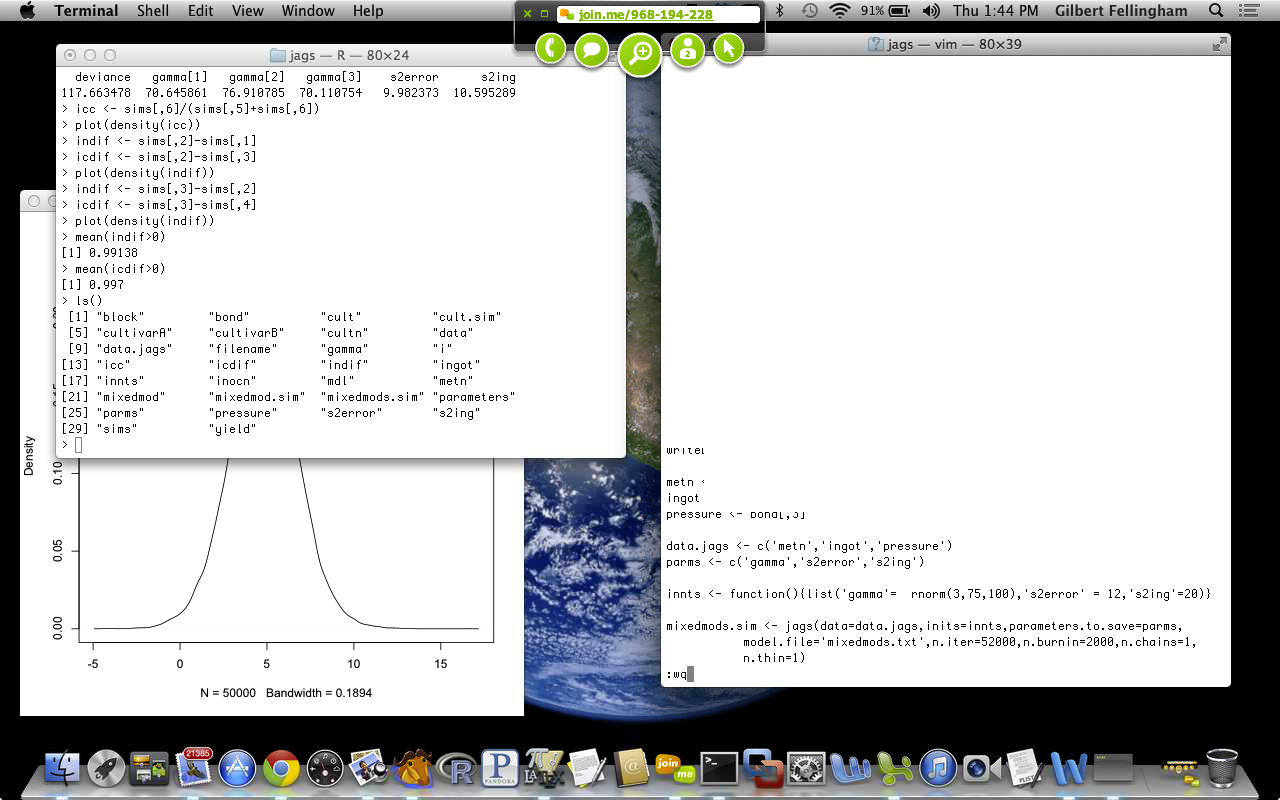 Terminal Shell Edit View Window Help
join.me/968-194-228
91% Thu 1:44 PM Gilbert Fellingham
jags — R — 80×24
deviance gamma[1] gamma[2] gamma[3] s2error s2ing
117.663478 70.645861 76.910785 70.110754 9.982373 10.595289
> icc <- sims[,6]/(sims[,5]+sims[,6])
> plot(density(icc))
> indif <- sims[,2]-sims[,1]
> icdif <- sims[,2]-sims[,3]
> plot(density(indif))
> indif <- sims[,3]-sims[,2]
> icdif <- sims[,3]-sims[,4]
> plot(density(indif))
> mean(indif>0)
[1] 0.99138
> mean(icdif>0)
[1] 0.997
> ls()
[1] "block" "bond" "cult" "cult.sim"
[5] "cultivarA" "cultivarB" "cultn" "data"
[9] "data.jags" "filename" "gamma" "i"
[13] "icc" "icdif" "indif" "ingot"
[17] "innts" "inocn" "mdl" "metn"
[21] "mixedmod" "mixedmod.sim" "mixedmods.sim" "parameters"
[25] "parms" "pressure" "s2error" "s2ing"
[29] "sims" "yield"
>
Density
0.00 0.05 0.10
-5 0 5 10 15
N = 50000 Bandwidth = 0.1894
jags — vim — 80×39
metn
ingot
pressure <- bond[,3]
data.jags <- c('metn','ingot','pressure')
parms <- c('gamma','s2error','s2ing')
innts <- function(){list('gamma'= rnorm(3,75,100),'s2error' = 12,'s2ing'=20)}
mixedmods.sim <- jags(data=data.jags,inits=innts,parameters.to.save=parms,
model.file='mixedmods.txt',n.iter=52000,n.burnin=2000,n.chains=1,
n.thin=1)
:wq
21385
PANDORA
join
me